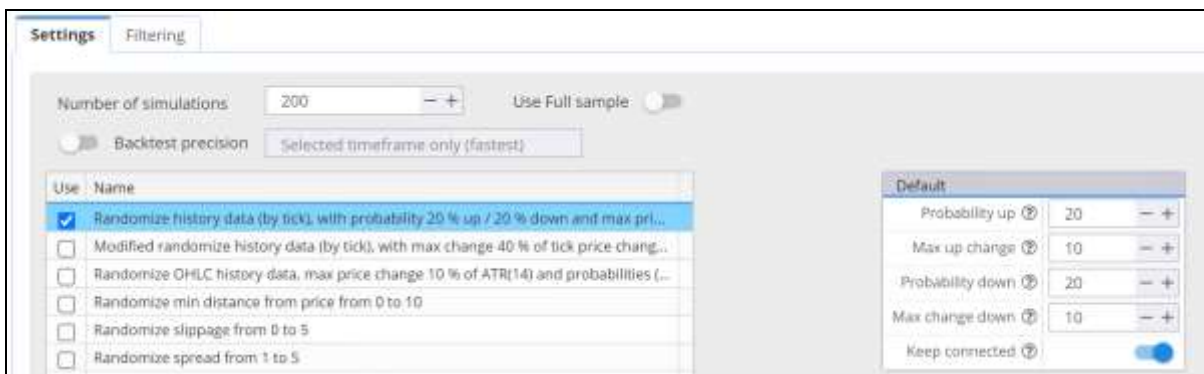 Settings Filtering
Number of simulations 200 − + Use Full sample
Backtest precision Selected timeframe only (fastest)
Use Name
Randomize history data (by tick), with probability 20 % up / 20 % down and max pri...
Modified randomize history data (by tick), with max change 40 % of tick price chang...
Randomize OHLC history data, max price change 10 % of ATR(14) and probabilities (...
Randomize min distance from price from 0 to 10
Randomize slippage from 0 to 5
Randomize spread from 1 to 5
Default
Probability up ? 20 − +
Max up change ? 10 − +
Probability down ? 20 − +
Max change down ? 10 − +
Keep connected ?